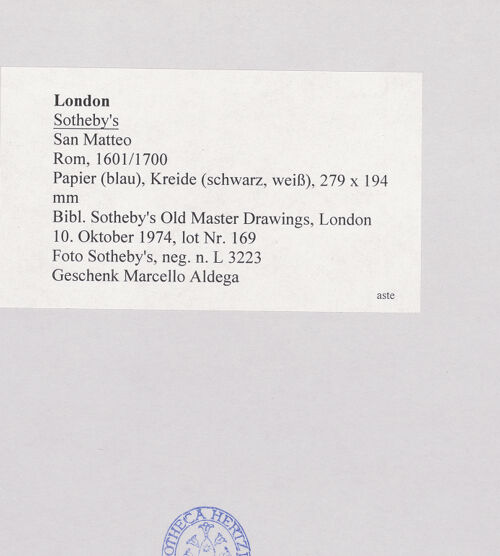 London
Sotheby's
San Matteo
Rom, 1601/1700
Papier (blau), Kreide (schwarz, weiß), 279 x 194
mm
Bibl. Sotheby's Old Master Drawings, London
10. Oktober 1974, lot Nr. 169
Foto Sotheby's, neg. n. L 3223
Geschenk Marcello Aldega
aste